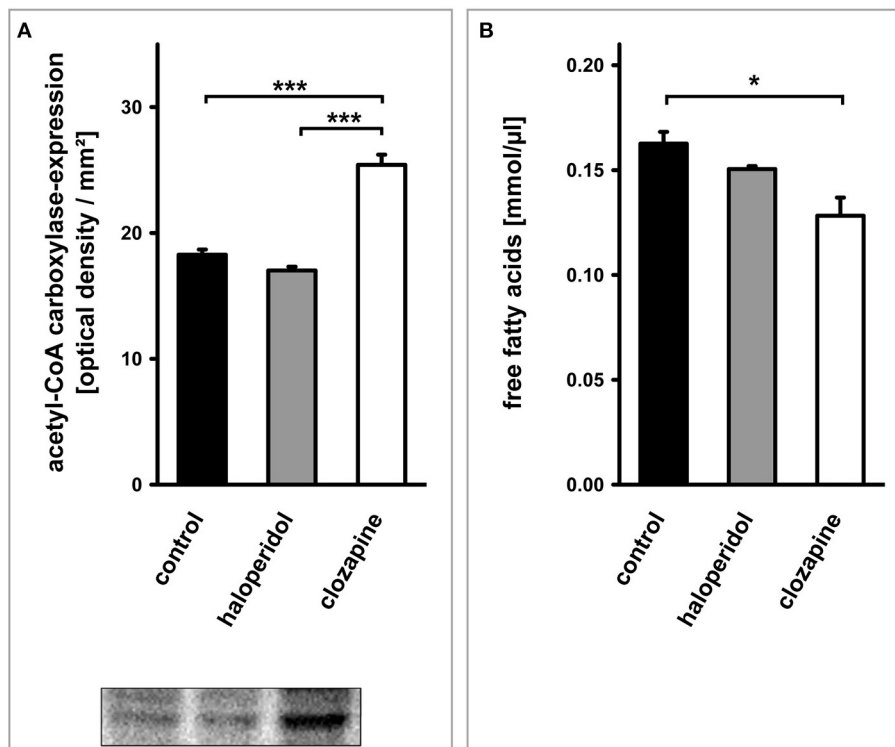 A
acetyl-CoA carboxylase-expression
[optical density / mm²]
30
20
10
0
***
***
control
haloperidol
clozapine
B
free fatty acids [mmol/µl]
0.20
0.15
0.10
0.05
0.00
*
control
haloperidol
clozapine